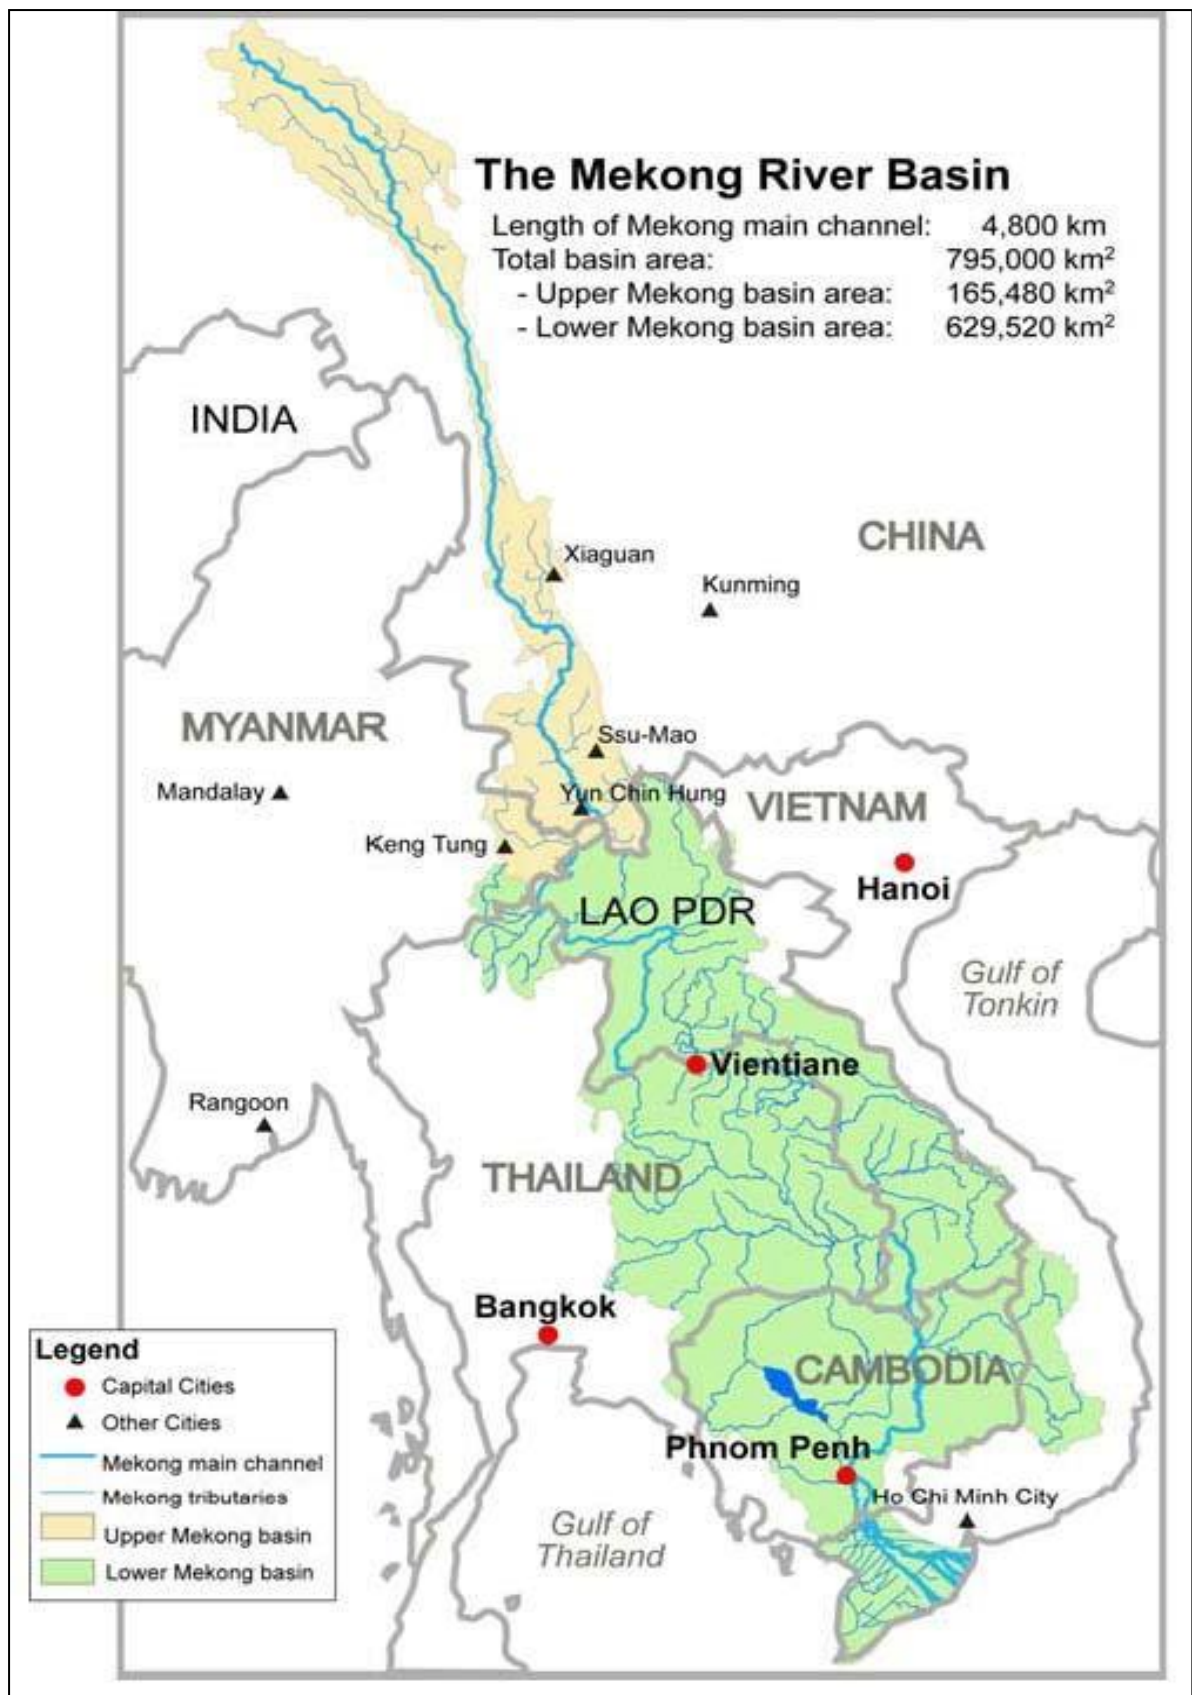 The Mekong River Basin
Length of Mekong main channel: 4,800 km
Total basin area: 795,000 km²
- Upper Mekong basin area: 165,480 km²
- Lower Mekong basin area: 629,520 km²
INDIA
CHINA
Xiaguan
Kunming
MYANMAR
Ssu-Mao
Mandalay
Yun Chin Hung
VIETNAM
Keng Tung
Hanoi
LAO PDR
Gulf of
Tonkin
Vientiane
Rangoon
THAILAND
Bangkok
CAMBODIA
Phnom Penh
Ho Chi Minh City
Gulf of
Thailand
Legend
Capital Cities
Other Cities
Mekong main channel
Mekong tributaries
Upper Mekong basin
Lower Mekong basin